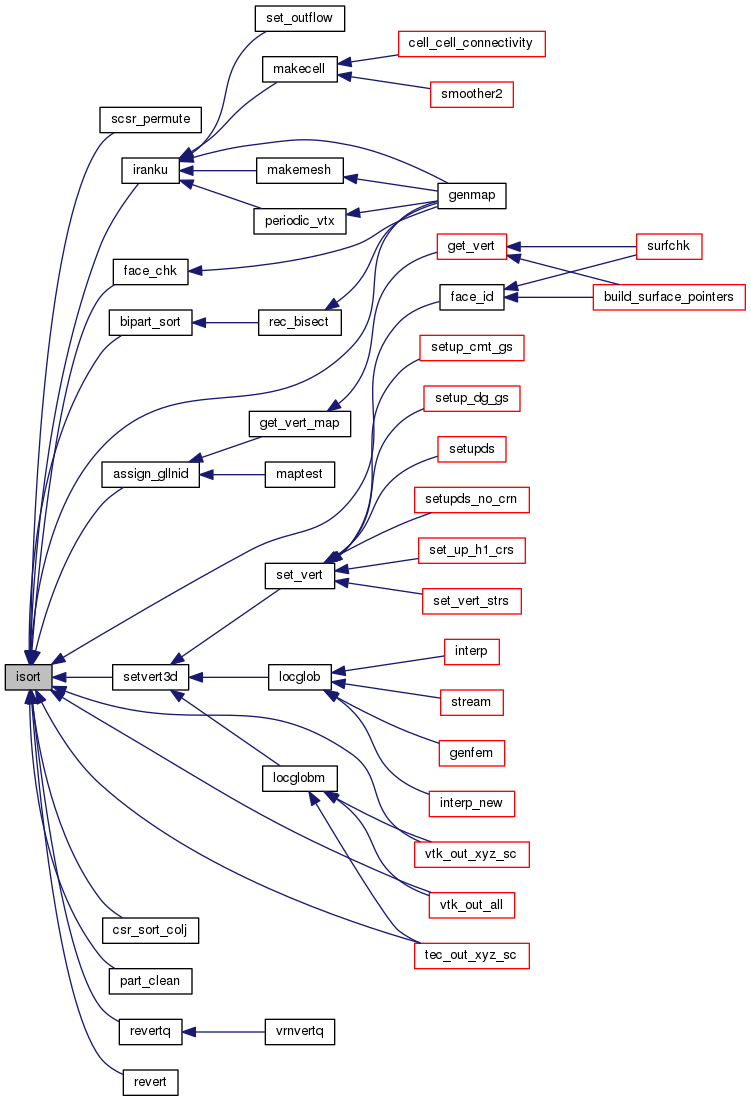 set_outflow
cell_cell_connectivity
makecell
smoother2
scsr_permute
iranku
makemesh
genmap
periodic_vtx
get_vert
surfchk
face_chk
face_id
build_surface_pointers
bipart_sort
rec_bisect
setup_cmt_gs
setup_dg_gs
get_vert_map
setupds
assign_gllnid
maptest
setupds_no_crn
set_up_h1_crs
set_vert
set_vert_strs
interp
isort
setvert3d
locglob
stream
genfem
locglobm
interp_new
vtk_out_xyz_sc
vtk_out_all
csr_sort_colj
tec_out_xyz_sc
part_clean
revertq
vrnvertq
revert